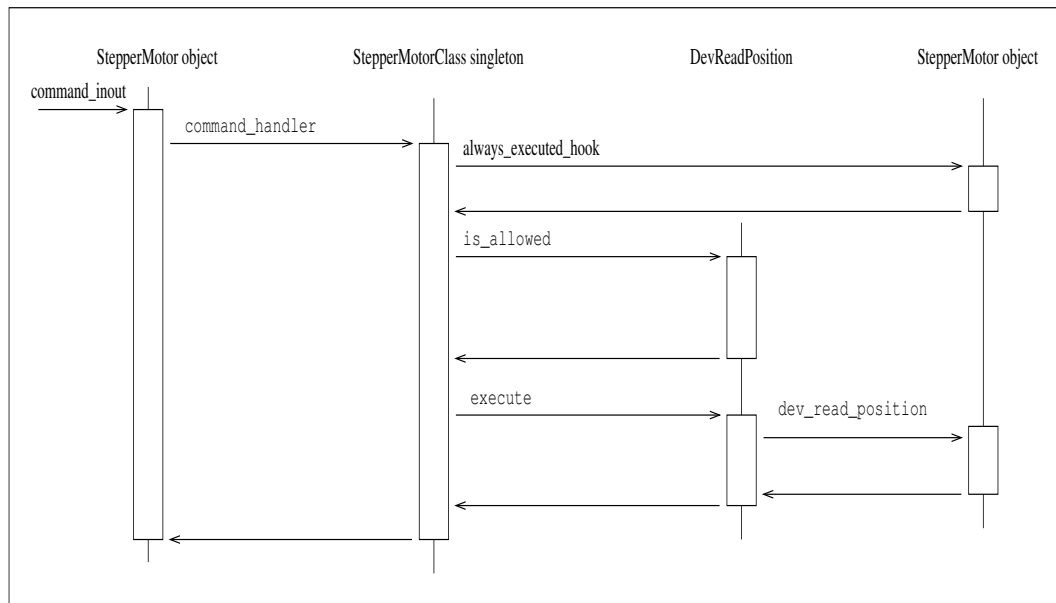 StepperMotor object
StepperMotorClass singleton
DevReadPosition
StepperMotor object
command_inout
command_handler
always_executed_hook
is_allowed
execute
dev_read_position